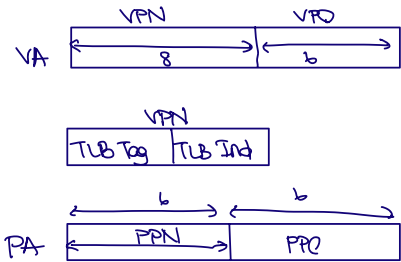 VPN VPO
VA
8 6
VPN
TLB Tag TLB Ind
6 6
PA PPN PPO